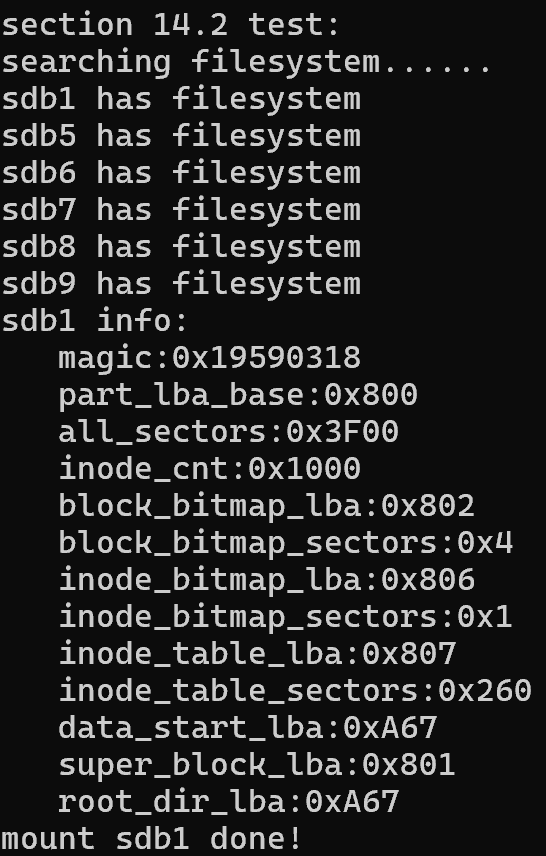 section 14.2 test:
searching filesystem......
sdb1 has filesystem
sdb5 has filesystem
sdb6 has filesystem
sdb7 has filesystem
sdb8 has filesystem
sdb9 has filesystem
sdb1 info:
   magic:0x19590318
   part_lba_base:0x800
   all_sectors:0x3F00
   inode_cnt:0x1000
   block_bitmap_lba:0x802
   block_bitmap_sectors:0x4
   inode_bitmap_lba:0x806
   inode_bitmap_sectors:0x1
   inode_table_lba:0x807
   inode_table_sectors:0x260
   data_start_lba:0xA67
   super_block_lba:0x801
   root_dir_lba:0xA67
mount sdb1 done!